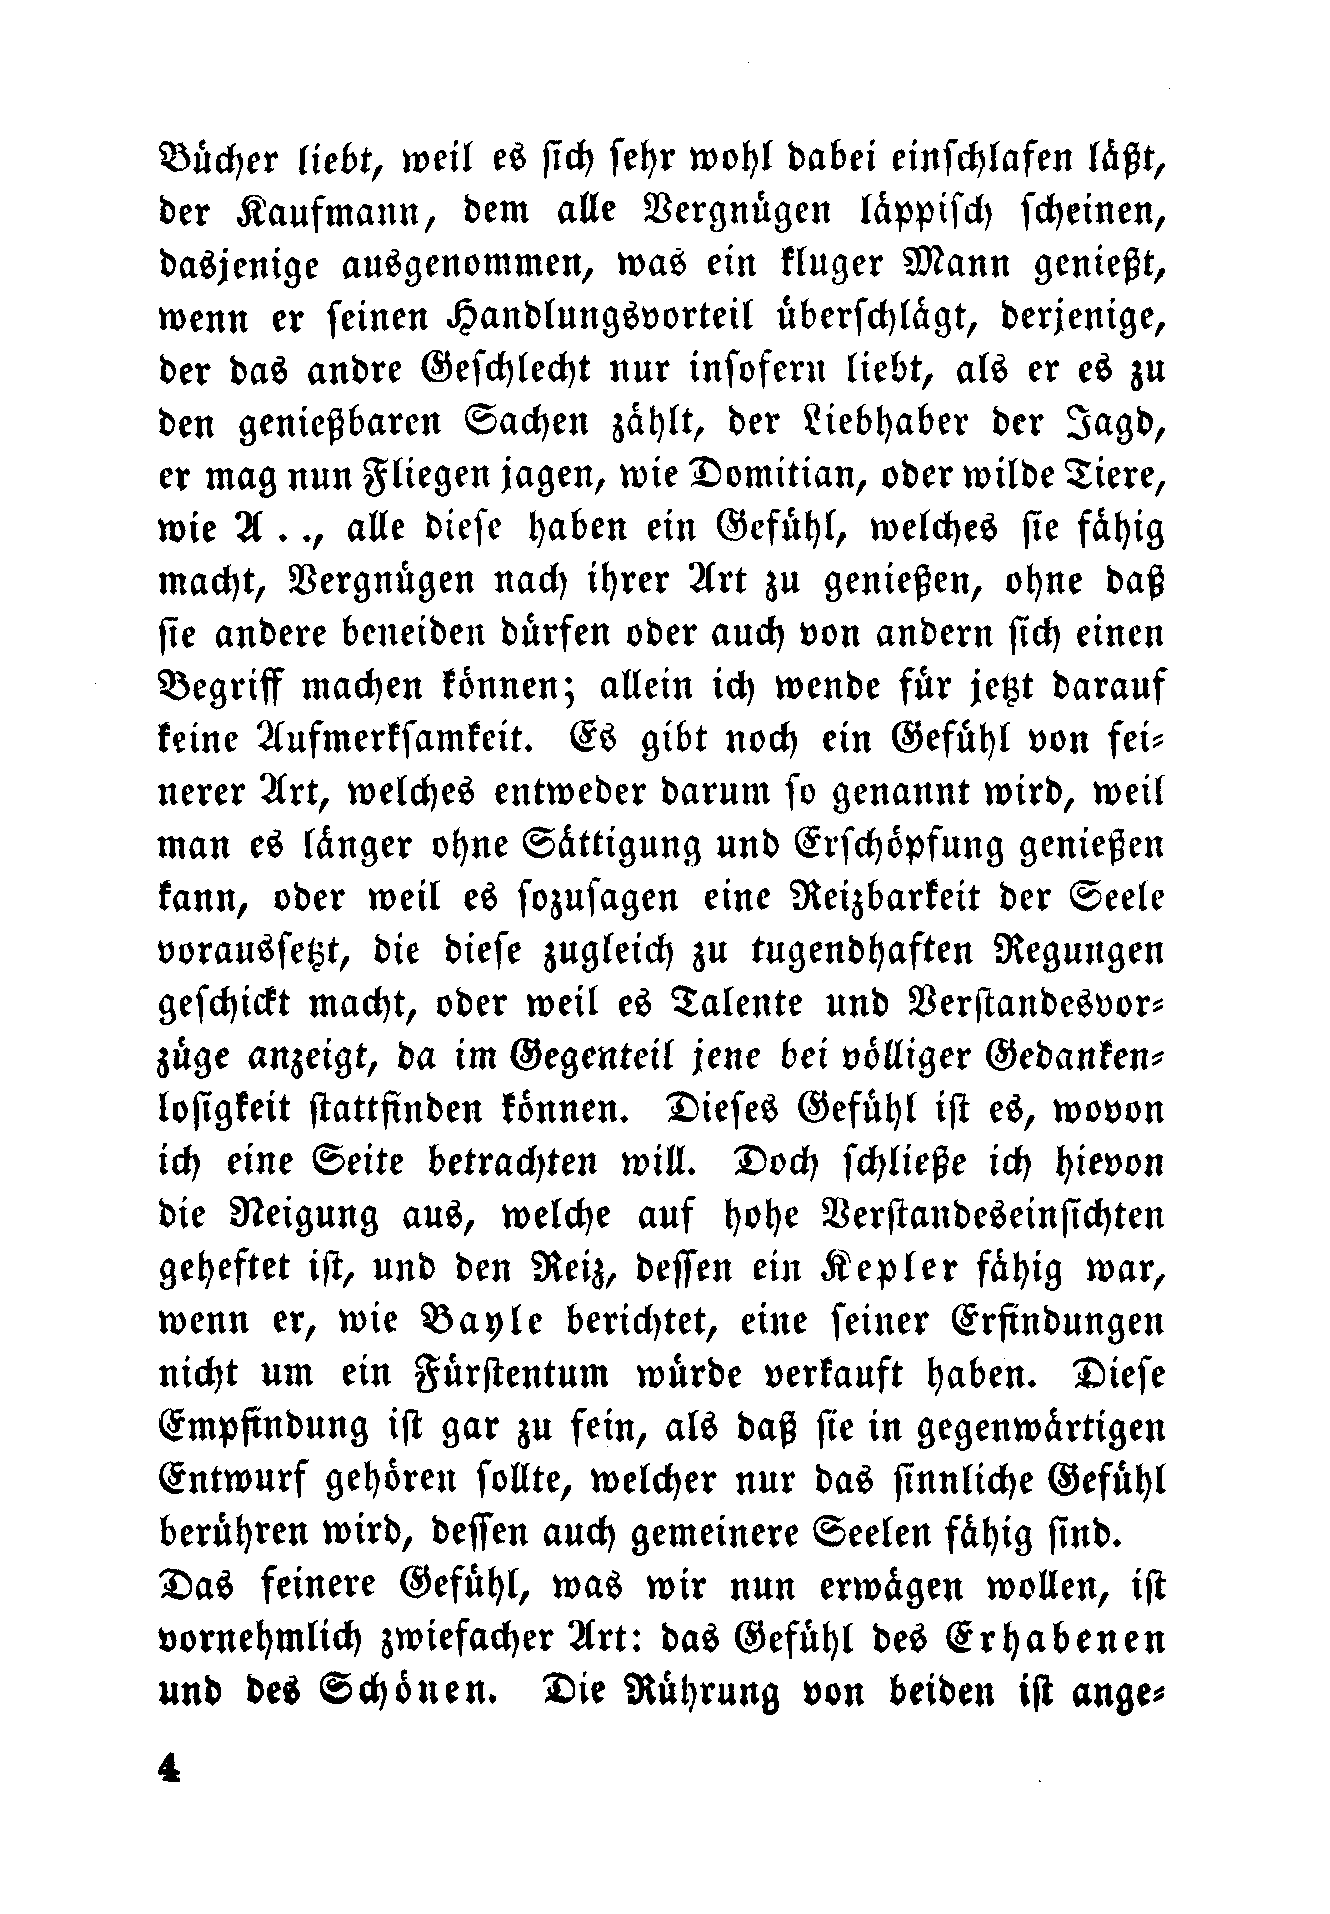 Bücher liebt, weil es ſich ſehr wohl dabei einſchlafen läßt,
der Kaufmann, dem alle Vergnügen läppiſch ſcheinen,
dasjenige ausgenommen, was ein kluger Mann genießt,
wenn er ſeinen Handlungsvorteil überſchlägt, derjenige,
der das andre Geſchlecht nur inſofern liebt, als er es zu
den genießbaren Sachen zählt, der Liebhaber der Jagd,
er mag nun Fliegen jagen, wie Domitian, oder wilde Tiere,
wie A . ., alle dieſe haben ein Gefühl, welches ſie fähig
macht, Vergnügen nach ihrer Art zu genießen, ohne daß
ſie andere beneiden dürfen oder auch von andern ſich einen
Begriff machen können; allein ich wende für jetzt darauf
keine Aufmerkſamkeit. Es gibt noch ein Gefühl von fei⸗
nerer Art, welches entweder darum ſo genannt wird, weil
man es länger ohne Sättigung und Erſchöpfung genießen
kann, oder weil es ſozuſagen eine Reizbarkeit der Seele
vorausſetzt, die dieſe zugleich zu tugendhaften Regungen
geſchickt macht, oder weil es Talente und Verſtandesvor⸗
züge anzeigt, da im Gegenteil jene bei völliger Gedanken⸗
loſigkeit ſtattfinden können. Dieſes Gefühl iſt es, wovon
ich eine Seite betrachten will. Doch ſchließe ich hievon
die Neigung aus, welche auf hohe Verſtandeseinſichten
geheftet iſt, und den Reiz, deſſen ein Kepler fähig war,
wenn er, wie Bayle berichtet, eine ſeiner Erfindungen
nicht um ein Fürſtentum würde verkauft haben. Dieſe
Empfindung iſt gar zu fein, als daß ſie in gegenwärtigen
Entwurf gehören ſollte, welcher nur das ſinnliche Gefühl
berühren wird, deſſen auch gemeinere Seelen fähig ſind.
Das feinere Gefühl, was wir nun erwägen wollen, iſt
vornehmlich zwiefacher Art: das Gefühl des Erhabenen
und des Schönen. Die Rührung von beiden iſt ange⸗
4